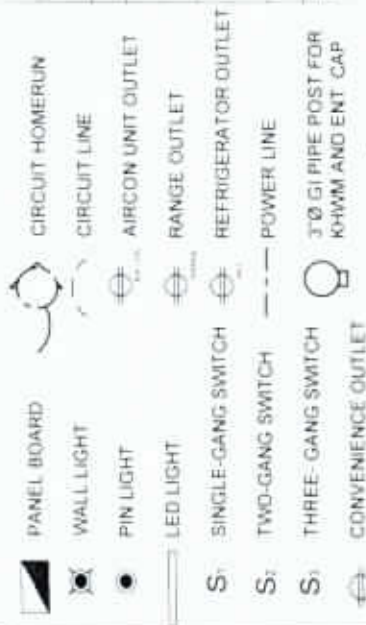 PANEL BOARD
WALL LIGHT
PIN LIGHT
LED LIGHT
S1 SINGLE-GANG SWITCH
S2 TWO-GANG SWITCH
S3 THREE- GANG SWITCH
CONVENIENCE OUTLET
CIRCUIT HOMERUN
CIRCUIT LINE
AIRCON UNIT OUTLET
RANGE OUTLET
REFRIGERATOR OUTLET
POWER LINE
3"Ø GI PIPE POST FOR
KHWM AND ENT CAP